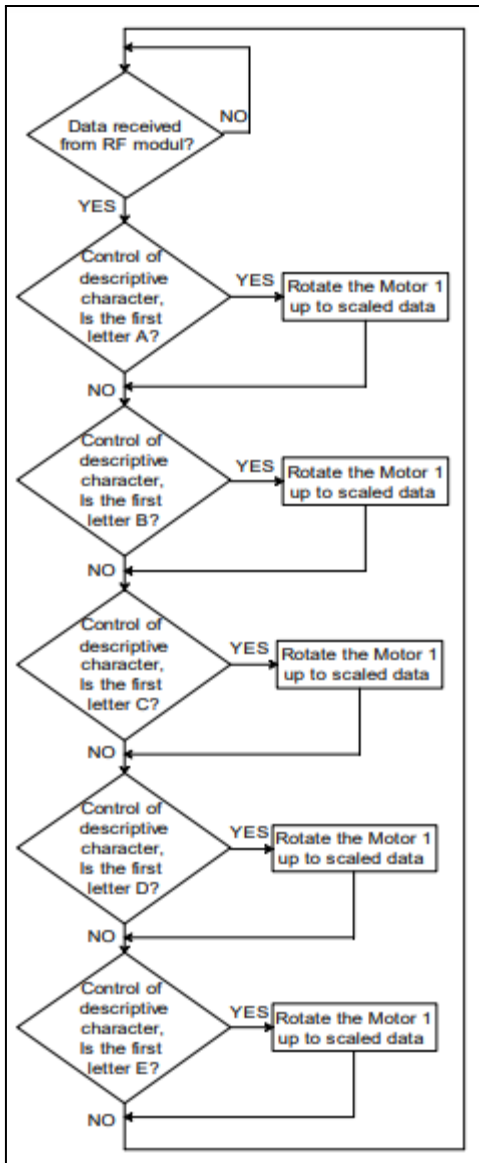 Data received
from RF modul?
NO
YES
Control of
descriptive
character,
Is the first
letter A?
YES
Rotate the Motor 1
up to scaled data
NO
Control of
descriptive
character,
Is the first
letter B?
YES
Rotate the Motor 1
up to scaled data
NO
Control of
descriptive
character,
Is the first
letter C?
YES
Rotate the Motor 1
up to scaled data
NO
Control of
descriptive
character,
Is the first
letter D?
YES
Rotate the Motor 1
up to scaled data
NO
Control of
descriptive
character,
Is the first
letter E?
YES
Rotate the Motor 1
up to scaled data
NO